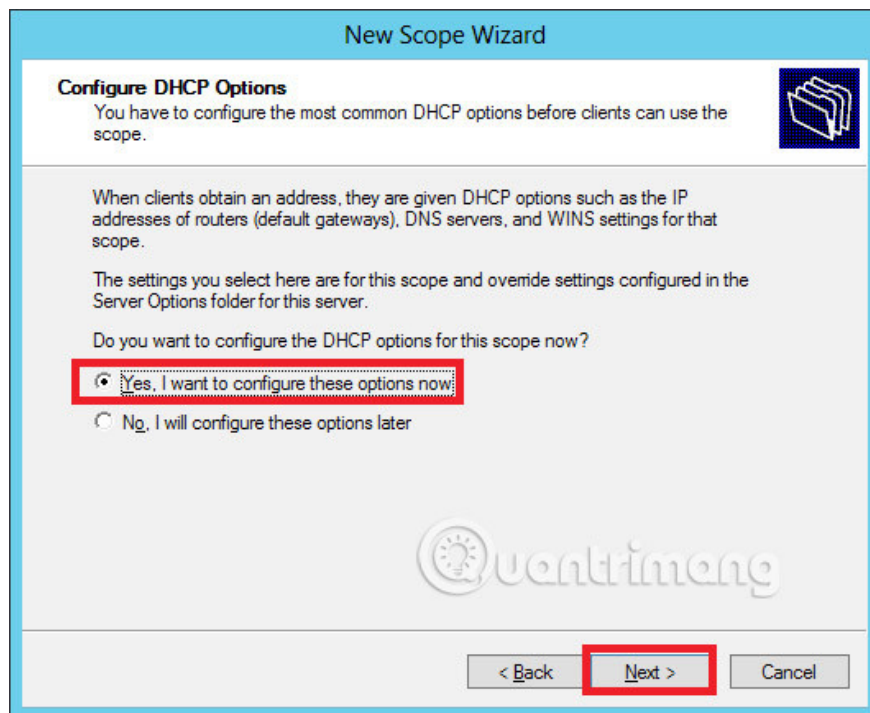 New Scope Wizard
Configure DHCP Options
You have to configure the most common DHCP options before clients can use the
scope.
When clients obtain an address, they are given DHCP options such as the IP
addresses of routers (default gateways), DNS servers, and WINS settings for that
scope.
The settings you select here are for this scope and override settings configured in the
Server Options folder for this server.
Do you want to configure the DHCP options for this scope now?
Yes, I want to configure these options now
No, I will configure these options later
Quantrimang
< Back Next > Cancel